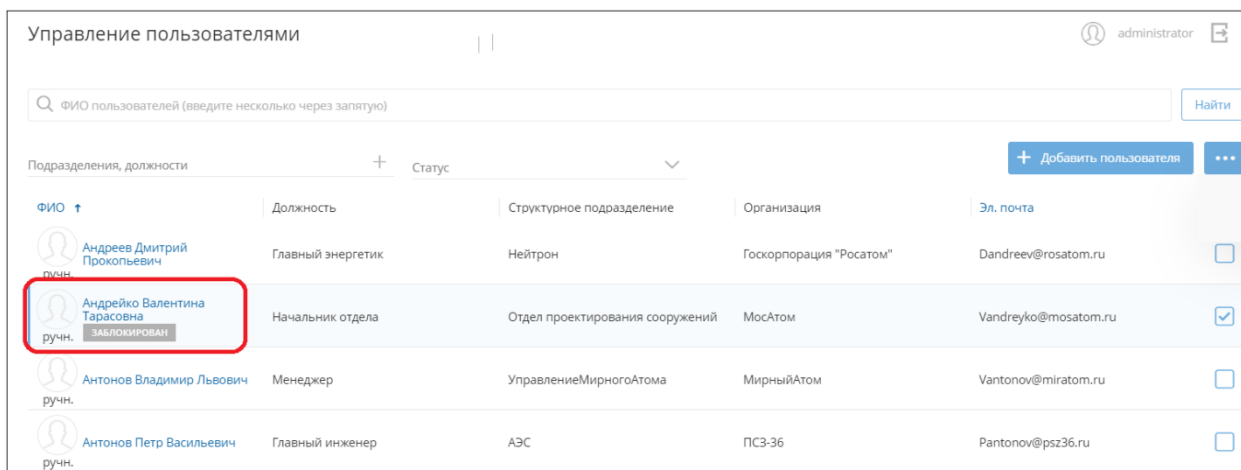 Управление пользователями
administrator
ФИО пользователей (введите несколько через запятую)
Найти
Подразделения, должности
Статус
Добавить пользователя
ФИО Должность Структурное подразделение Организация Эл. почта
Андреев Дмитрий
Прокопьевич
Главный энергетик Нейтрон Госкорпорация "Росатом" Dandreev@rosatom.ru
ручн.
Андрейко Валентина
Тарасовна
Начальник отдела Отдел проектирования сооружений МосАтом Vandreyko@mosatom.ru
ЗАБЛОКИРОВАН
ручн.
Антонов Владимир Львович Менеджер УправлениеМирногоАтома МирныйАтом Vantonov@miratom.ru
ручн.
Антонов Петр Васильевич Главный инженер АЭС ПСЗ-36 Pantonov@psz36.ru
ручн.